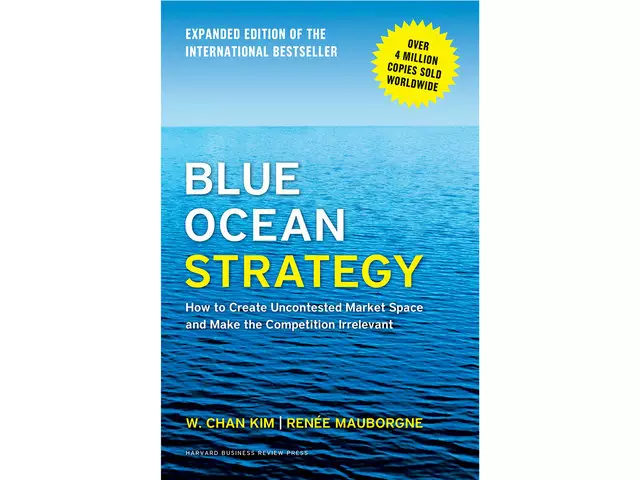 EXPANDED EDITION OF THE
INTERNATIONAL BESTSELLER
OVER
4 MILLION
COPIES SOLD
WORLDWIDE
BLUE
OCEAN
STRATEGY
How to Create Uncontested Market Space
and Make the Competition Irrelevant
W. CHAN KIM | RENÉE MAUBORGNE
HARVARD BUSINESS REVIEW PRESS